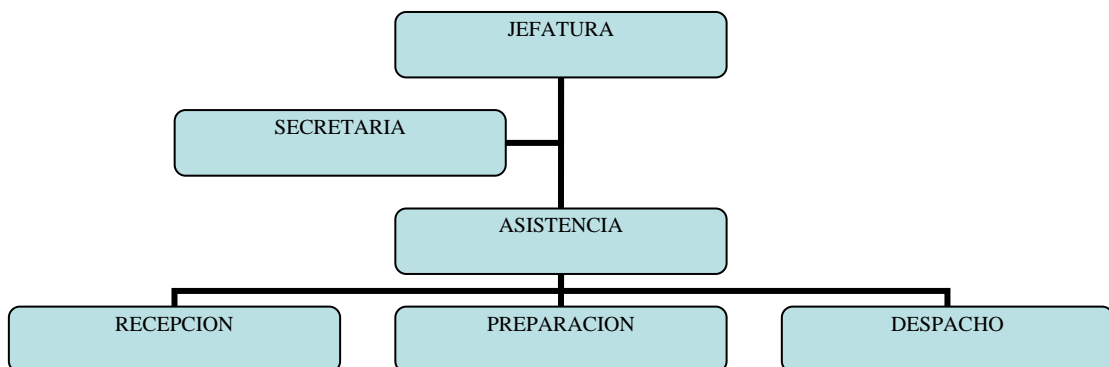 JEFATURA
SECRETARIA
ASISTENCIA
RECEPCION
PREPARACION
DESPACHO